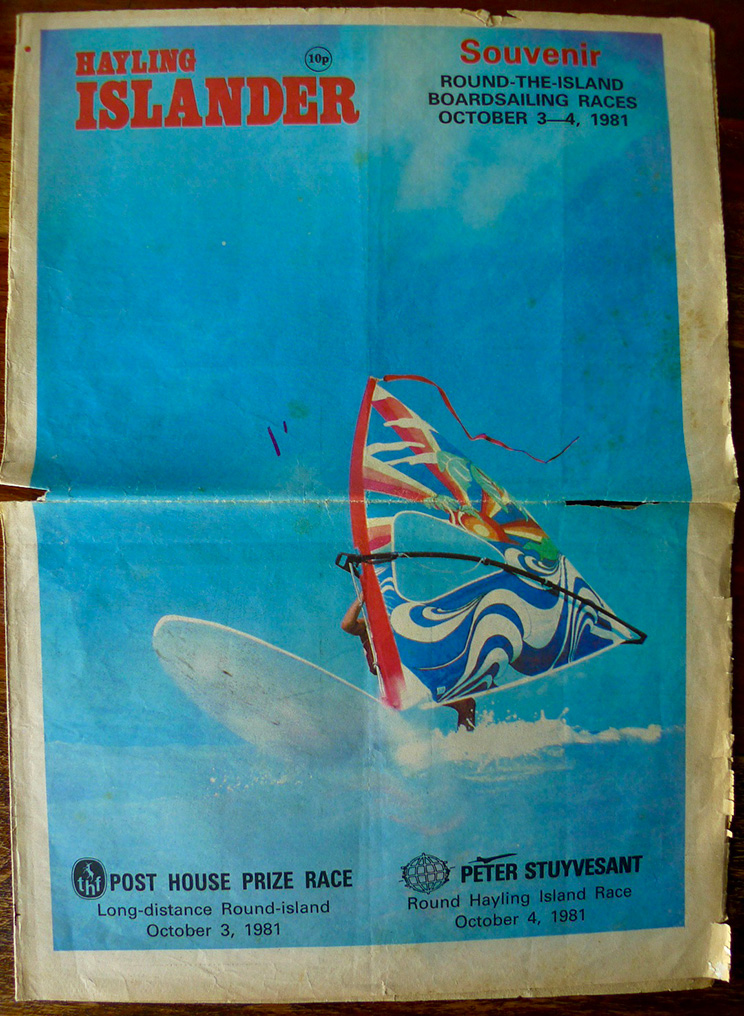 HAYLING
ISLANDER
10p
Souvenir
ROUND-THE-ISLAND
BOARDSAILING RACES
OCTOBER 3—4, 1981
thf POST HOUSE PRIZE RACE
Long-distance Round-island
October 3, 1981
PETER STUYVESANT
Round Hayling Island Race
October 4, 1981